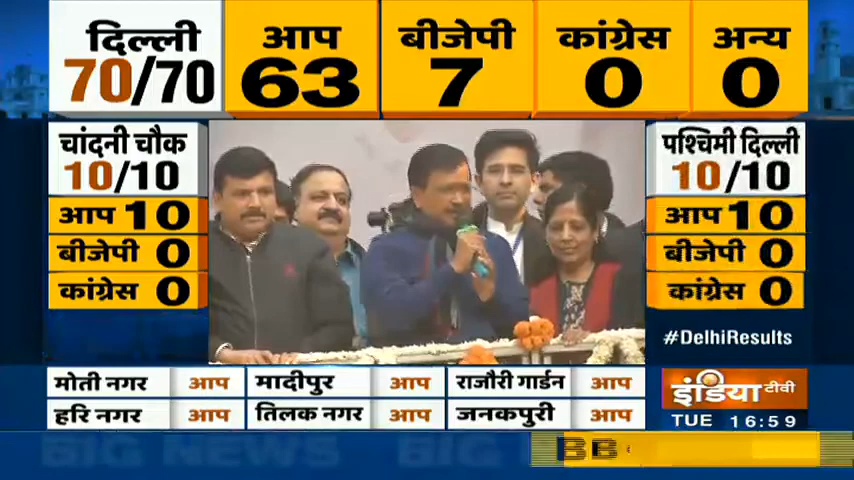 दिल्ली आप बीजेपी कांग्रेस अन्य
70/70 63 7 0 0
चांदनी चौक
10/10
आप 10
बीजेपी 0
कांग्रेस 0
पश्चिमी दिल्ली
10/10
आप 10
बीजेपी 0
कांग्रेस 0
#DelhiResults
मोती नगर आप मादीपुर आप राजौरी गार्डन आप
हरि नगर आप तिलक नगर आप जनकपुरी आप
इंडिया टीवी
TUE 16:59
BIG NEWS BIG